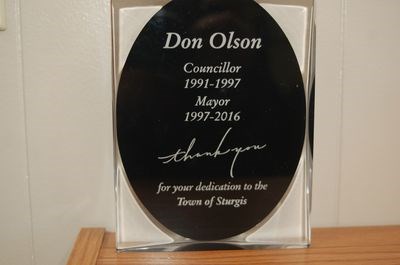 Don Olson
Councillor
1991-1997
Mayor
1997-2016
thank you
for your dedication to the
Town of Sturgis